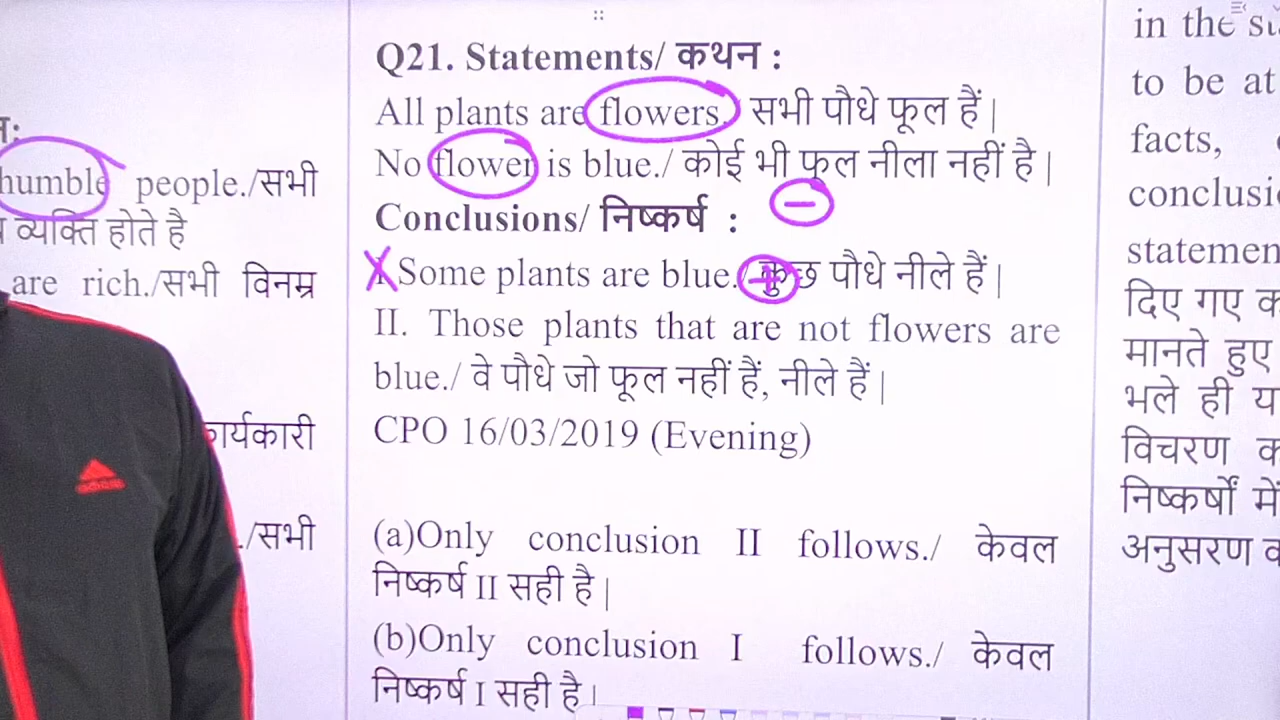 humble people./सभी
व्यक्ति होते है
are rich./सभी विनम्र
कार्यकारी
./सभी
adidas
Q21. Statements/ कथन :
All plants are flowers. सभी पौधे फूल हैं|
No flower is blue./ कोई भी फूल नीला नहीं है|
−
Conclusions/ निष्कर्ष :
Some plants are blue./ कुछ पौधे नीले हैं|
II. Those plants that are not flowers are
blue./ वे पौधे जो फूल नहीं हैं, नीले हैं|
CPO 16/03/2019 (Evening)
(a)Only conclusion II follows./ केवल
निष्कर्ष II सही है|
(b)Only conclusion I follows./ केवल
निष्कर्ष I सही है|
in the
to be at
facts,
दिए गए
मानते हुए
भले ही
विचरण
निष्कर्षों में
अनुसरण